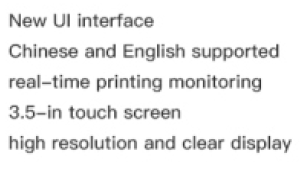 New UI interface
Chinese and English supported
real-time printing monitoring
3.5-in touch screen
high resolution and clear display